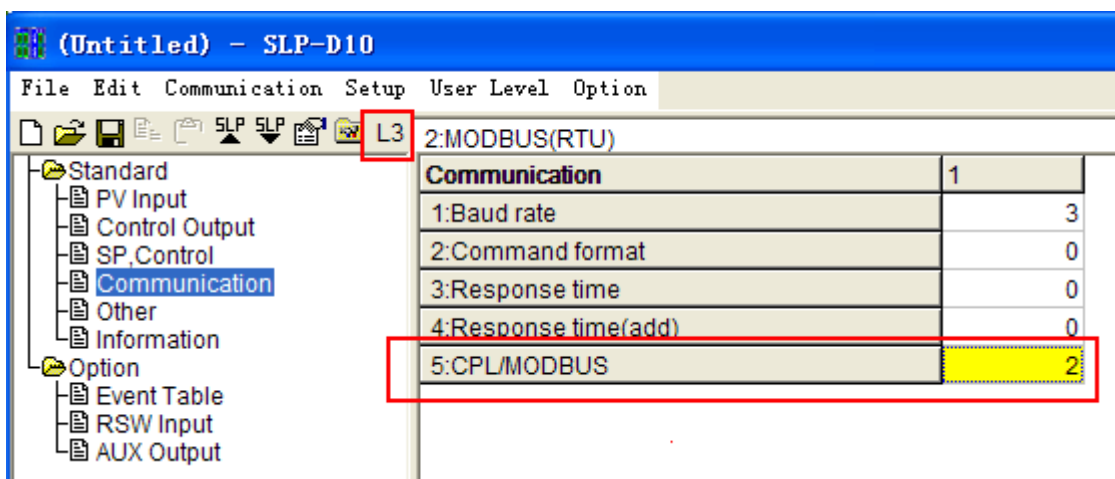 (Untitled) - SLP-D10
File Edit Communication Setup User Level Option
SLP SLP L3
2:MODBUS(RTU)
Standard
PV Input
Control Output
SP,Control
Communication
Other
Information
Option
Event Table
RSW Input
AUX Output
Communication 1
1:Baud rate 3
2:Command format 0
3:Response time 0
4:Response time(add) 0
5:CPL/MODBUS 2